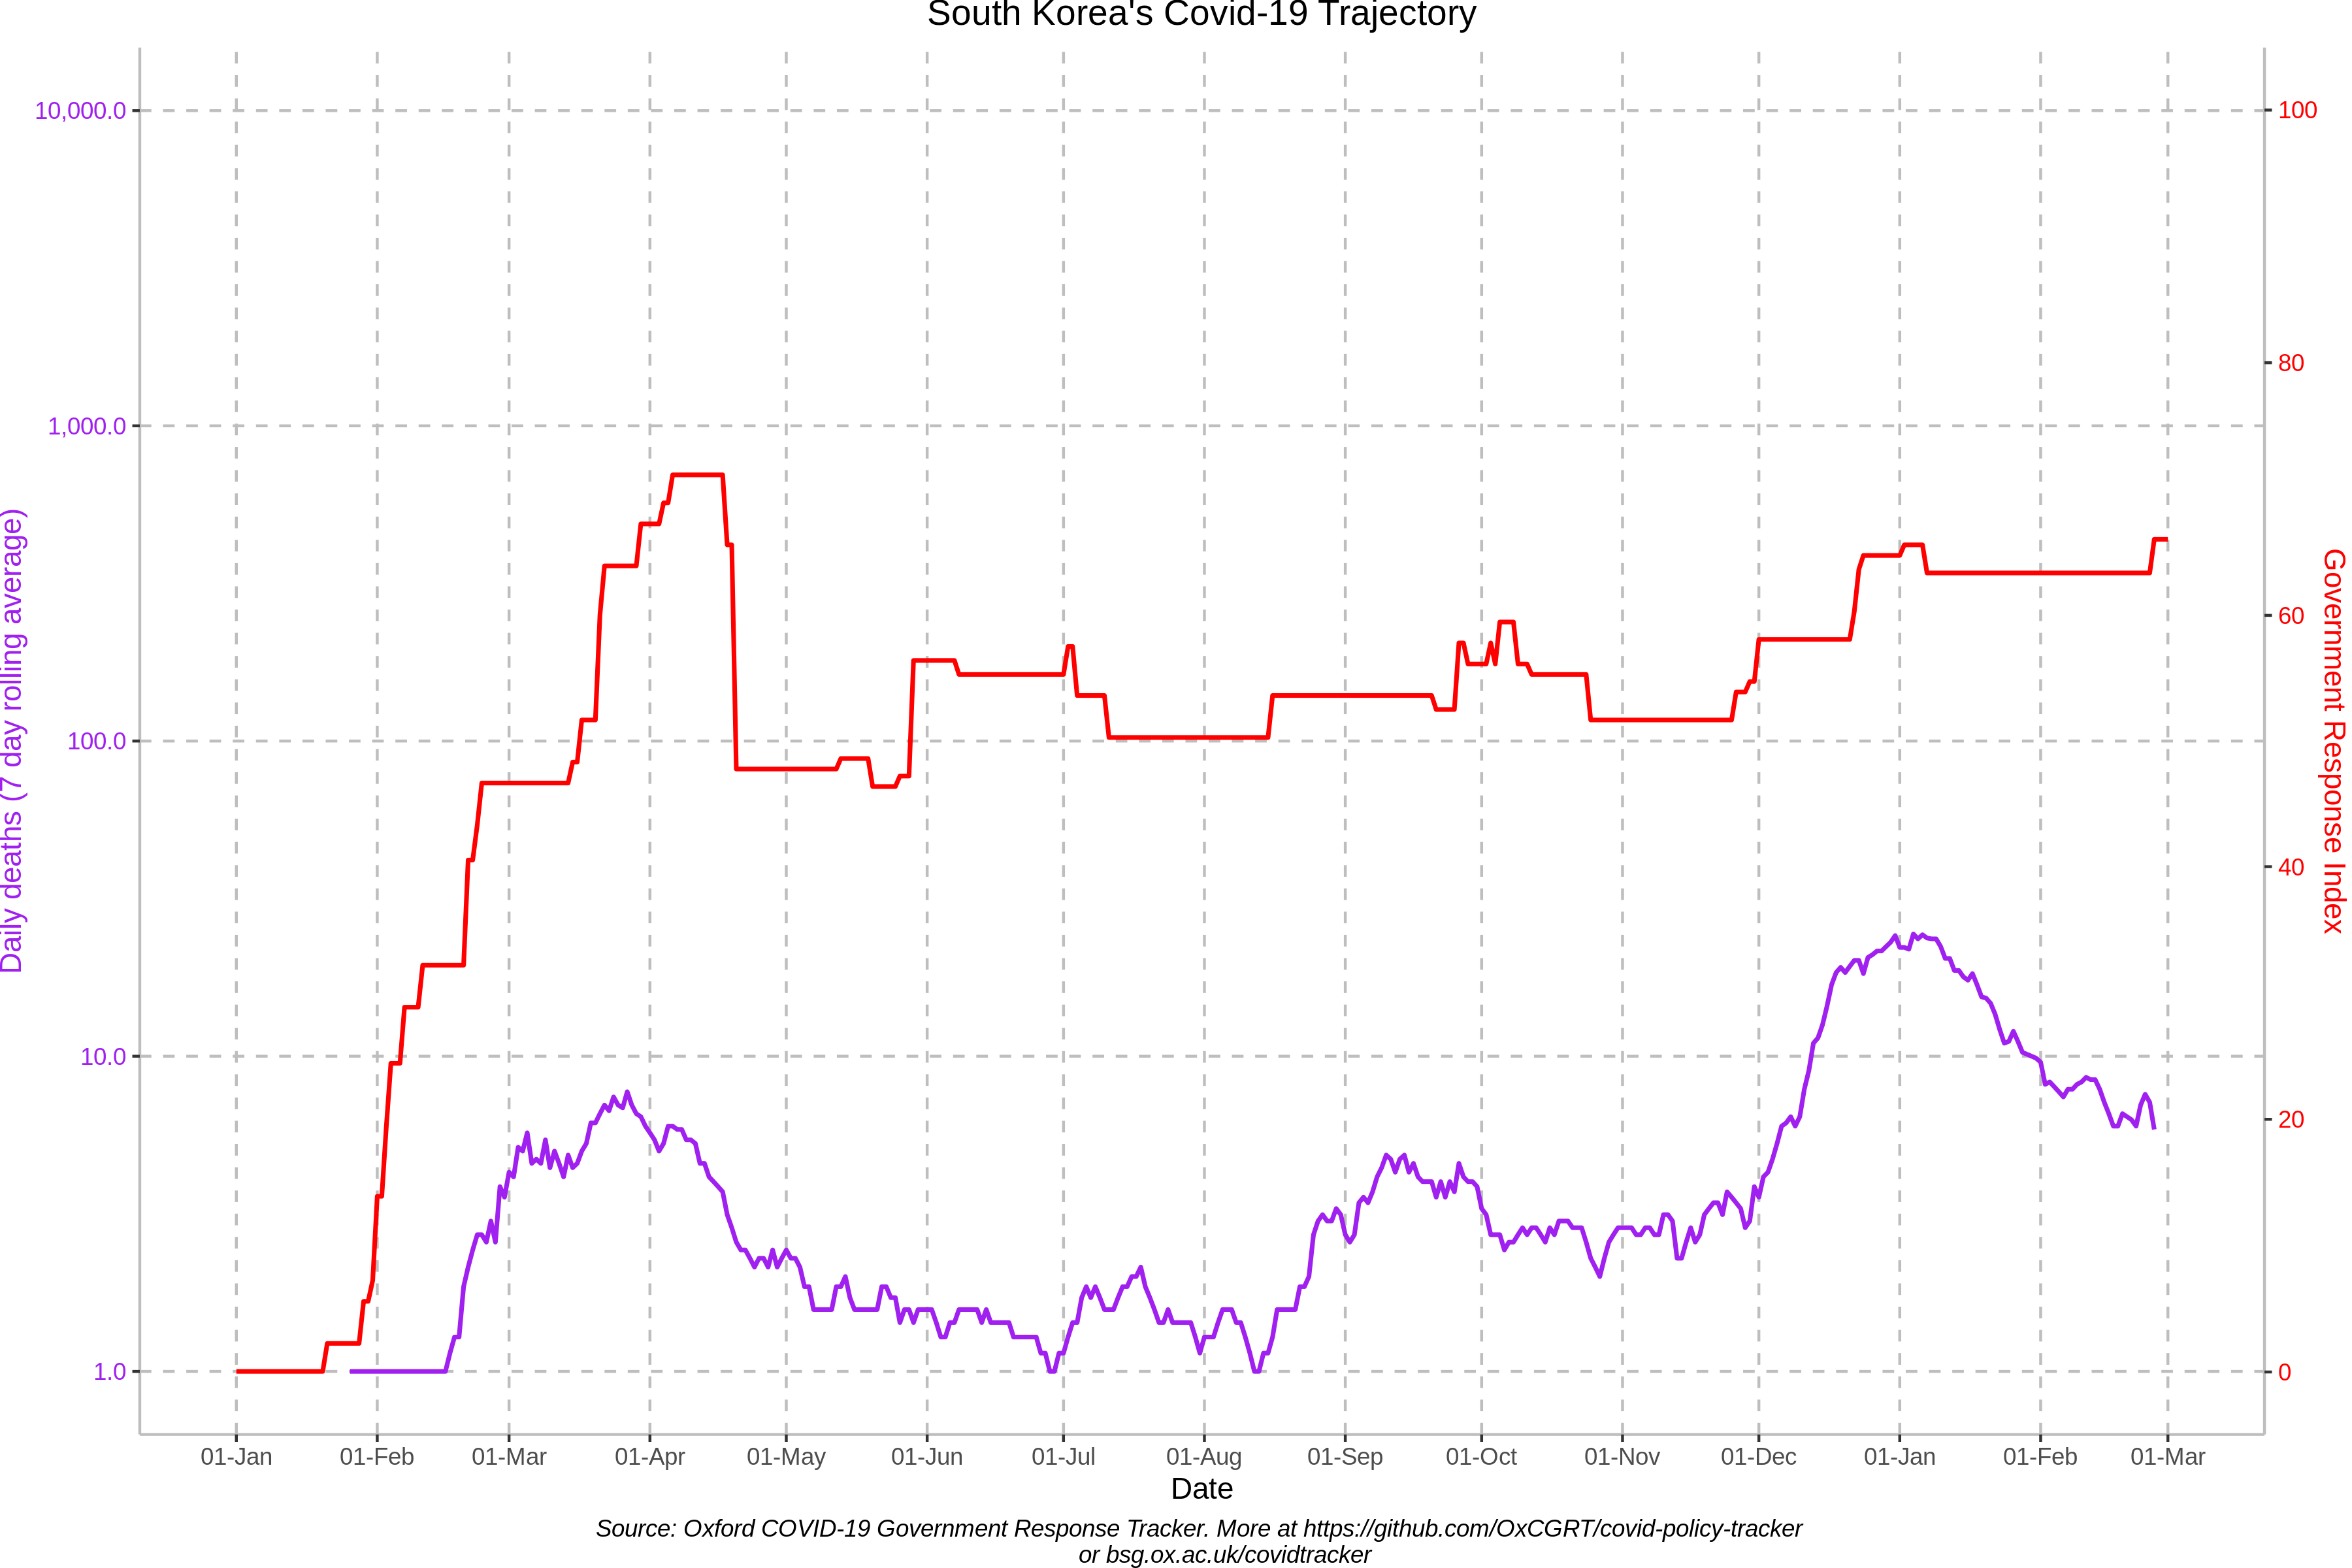 South Korea's Covid-19 Trajectory
10,000.0
1,000.0
100.0
10.0
1.0
Daily deaths (7 day rolling average)
100
80
60
40
20
0
Government Response Index
01-Jan 01-Feb 01-Mar 01-Apr 01-May 01-Jun 01-Jul 01-Aug 01-Sep 01-Oct 01-Nov 01-Dec 01-Jan 01-Feb 01-Mar
Date
Source: Oxford COVID-19 Government Response Tracker. More at https://github.com/OxCGRT/covid-policy-tracker
or bsg.ox.ac.uk/covidtracker